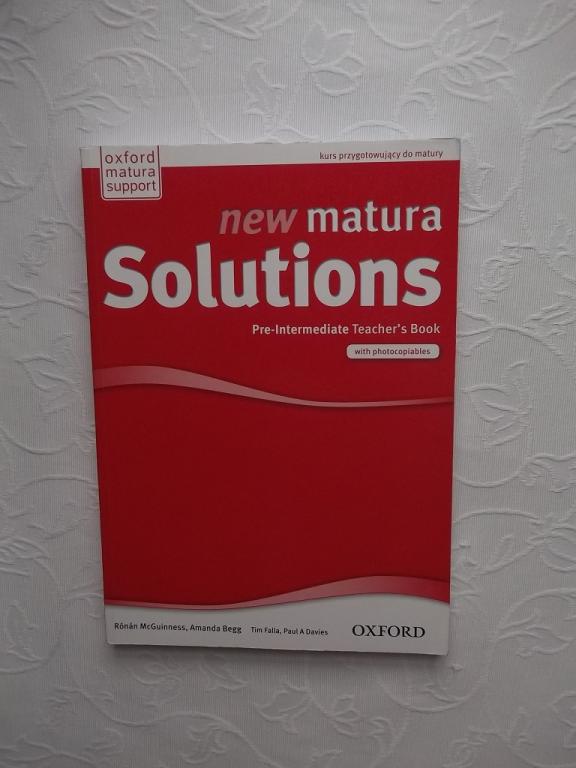 oxford
matura
support
kurs przygotowujący do matury
new matura
Solutions
Pre-Intermediate Teacher's Book
with photocopiables
Rónán McGuinness, Amanda Begg Tim Falla, Paul A Davies
OXFORD